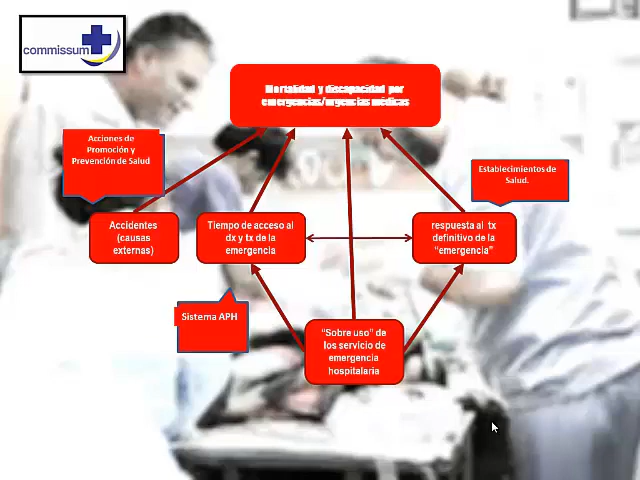 commissum
Mortalidad y discapacidad por
emergencias/urgencias médicas
Acciones de
Promoción y
Prevención de Salud
Establecimientos de
Salud.
Accidentes
(causas
externas)
Tiempo de acceso al
dx y tx de la
emergencia
respuesta al tx
definitivo de la
"emergencia"
Sistema APH
"Sobre uso" de
los servicio de
emergencia
hospitalaria